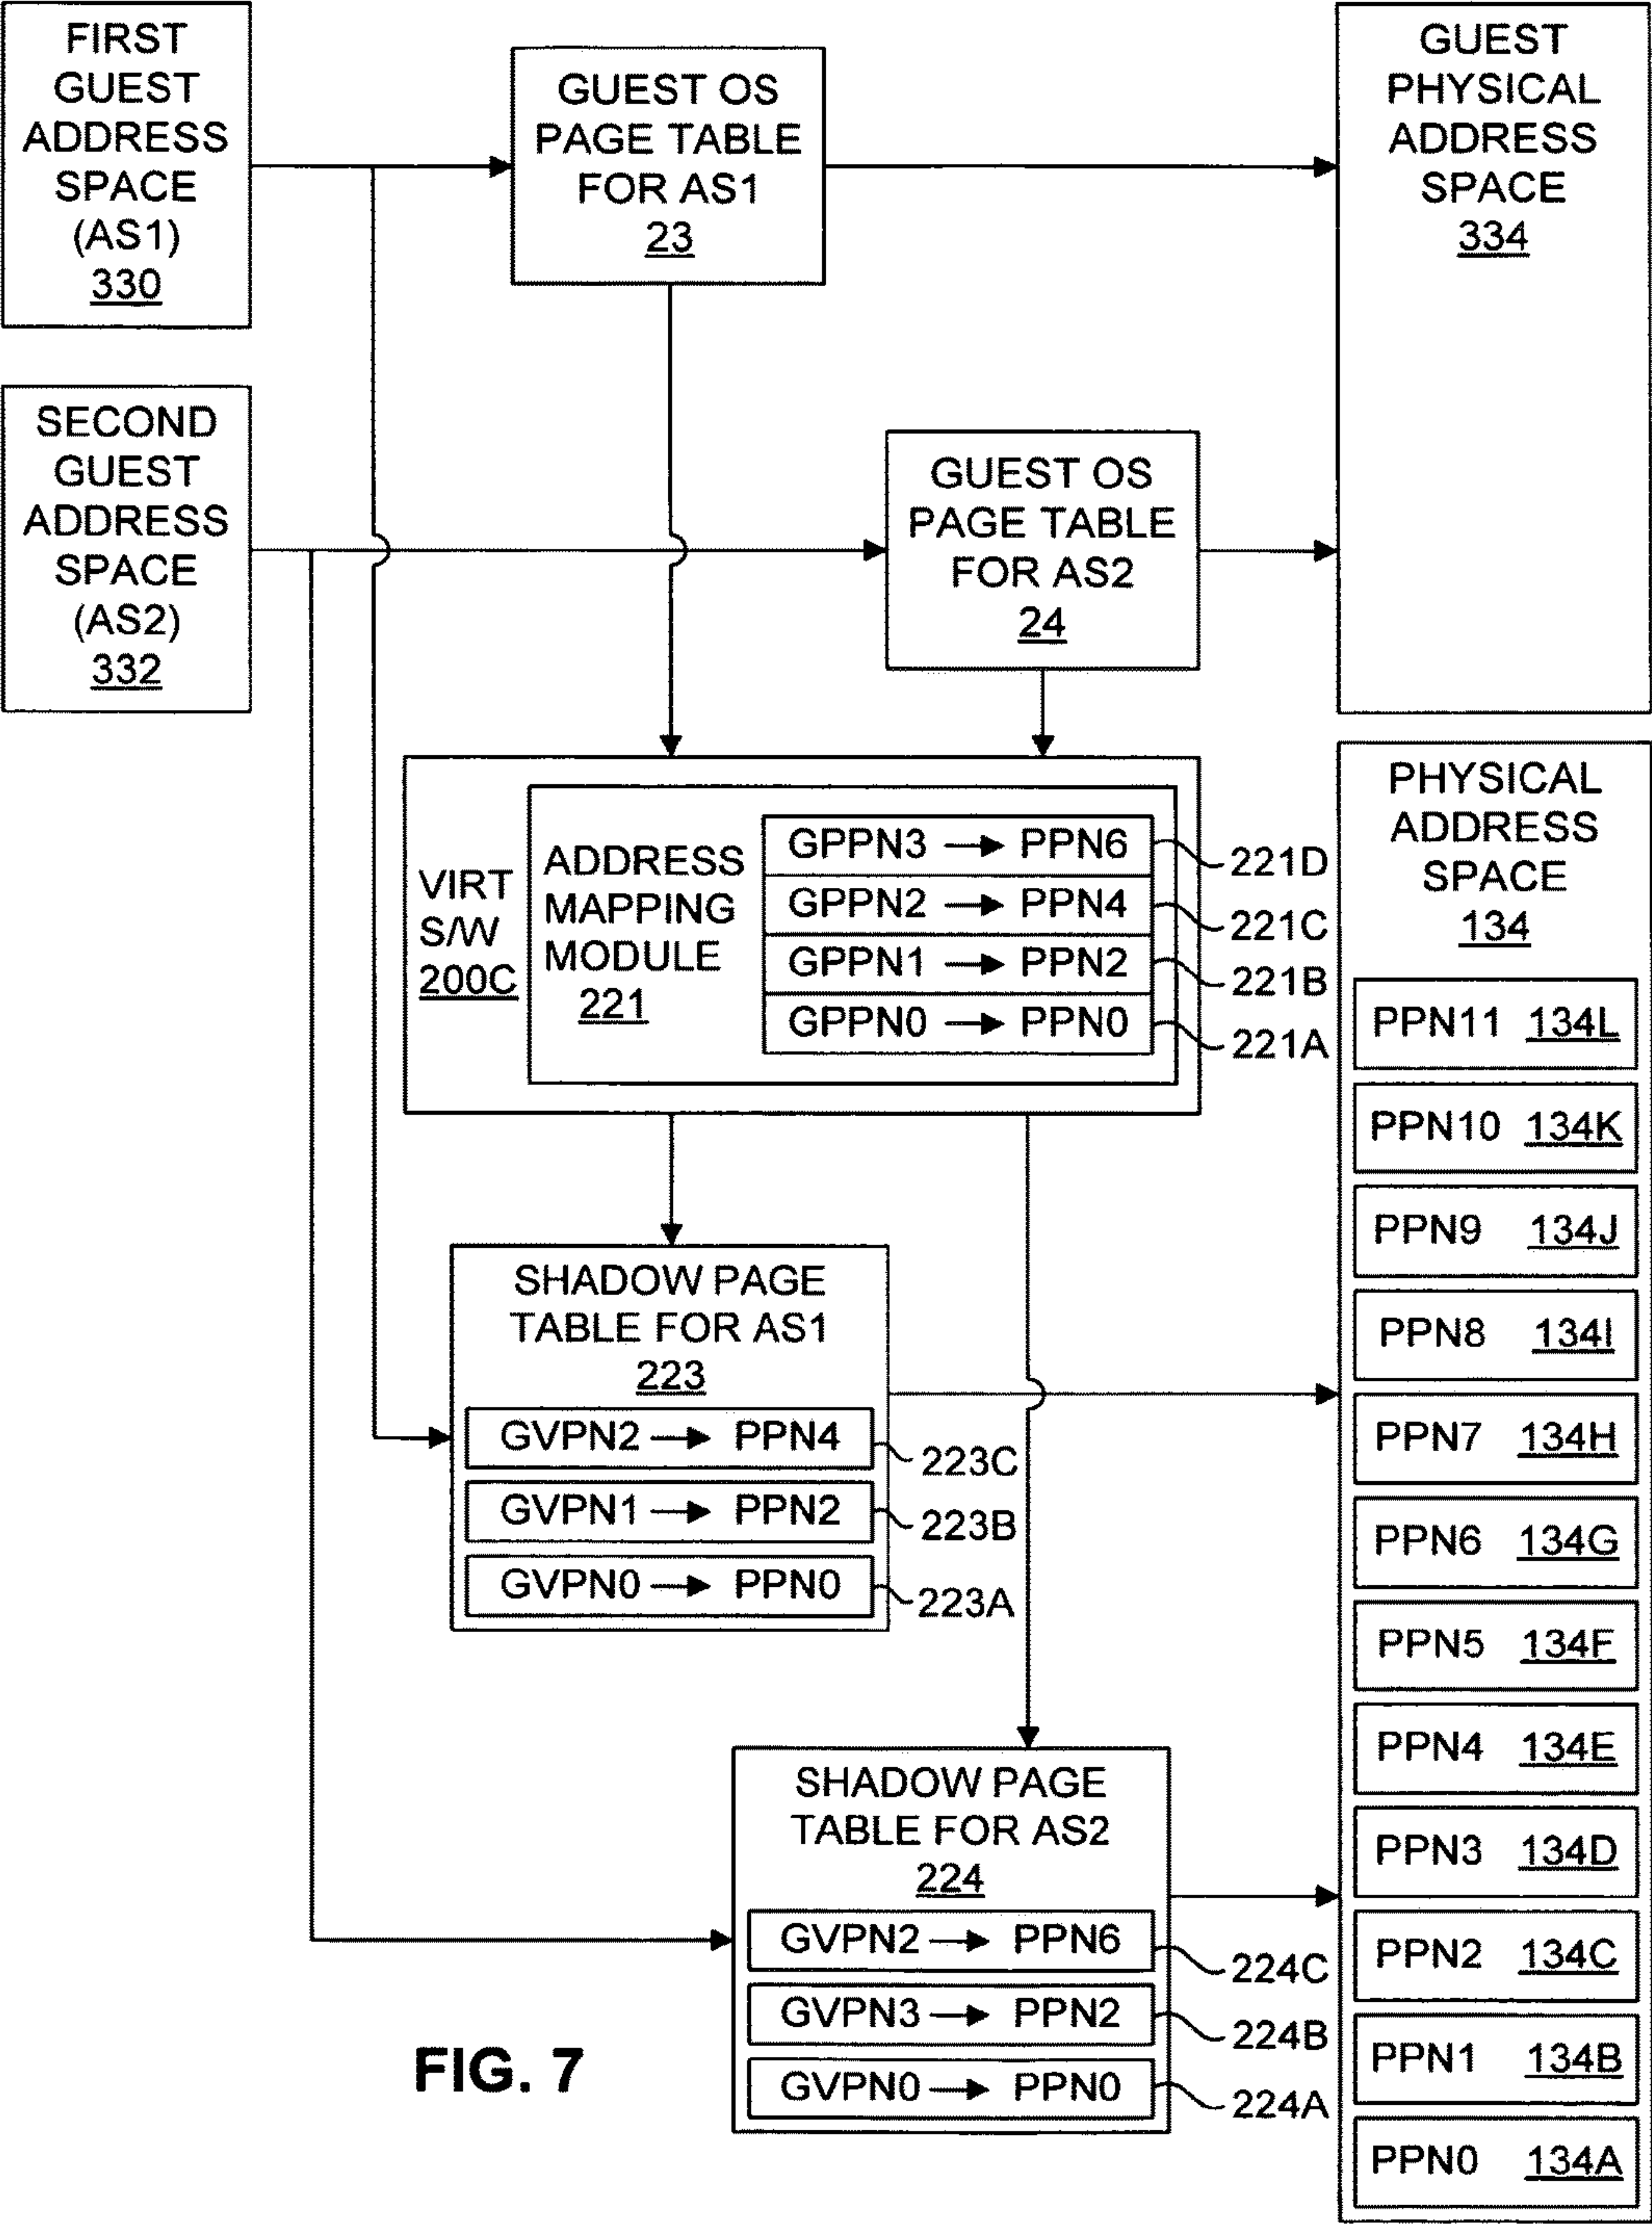 FIRST
GUEST
ADDRESS
SPACE
(AS1)
330
GUEST OS
PAGE TABLE
FOR AS1
23
GUEST
PHYSICAL
ADDRESS
SPACE
334
SECOND
GUEST
ADDRESS
SPACE
(AS2)
332
GUEST OS
PAGE TABLE
FOR AS2
24
VIRT
S/W
200C
ADDRESS
MAPPING
MODULE
221
GPPN3 → PPN6
221D
GPPN2 → PPN4
221C
GPPN1 → PPN2
221B
GPPN0 → PPN0
221A
PHYSICAL
ADDRESS
SPACE
134
PPN11 134L
PPN10 134K
PPN9 134J
PPN8 134I
PPN7 134H
PPN6 134G
PPN5 134F
PPN4 134E
PPN3 134D
PPN2 134C
PPN1 134B
PPN0 134A
SHADOW PAGE
TABLE FOR AS1
223
GVPN2 → PPN4
223C
GVPN1 → PPN2
223B
GVPN0 → PPN0
223A
SHADOW PAGE
TABLE FOR AS2
224
GVPN2 → PPN6
224C
GVPN3 → PPN2
224B
GVPN0 → PPN0
224A
FIG. 7